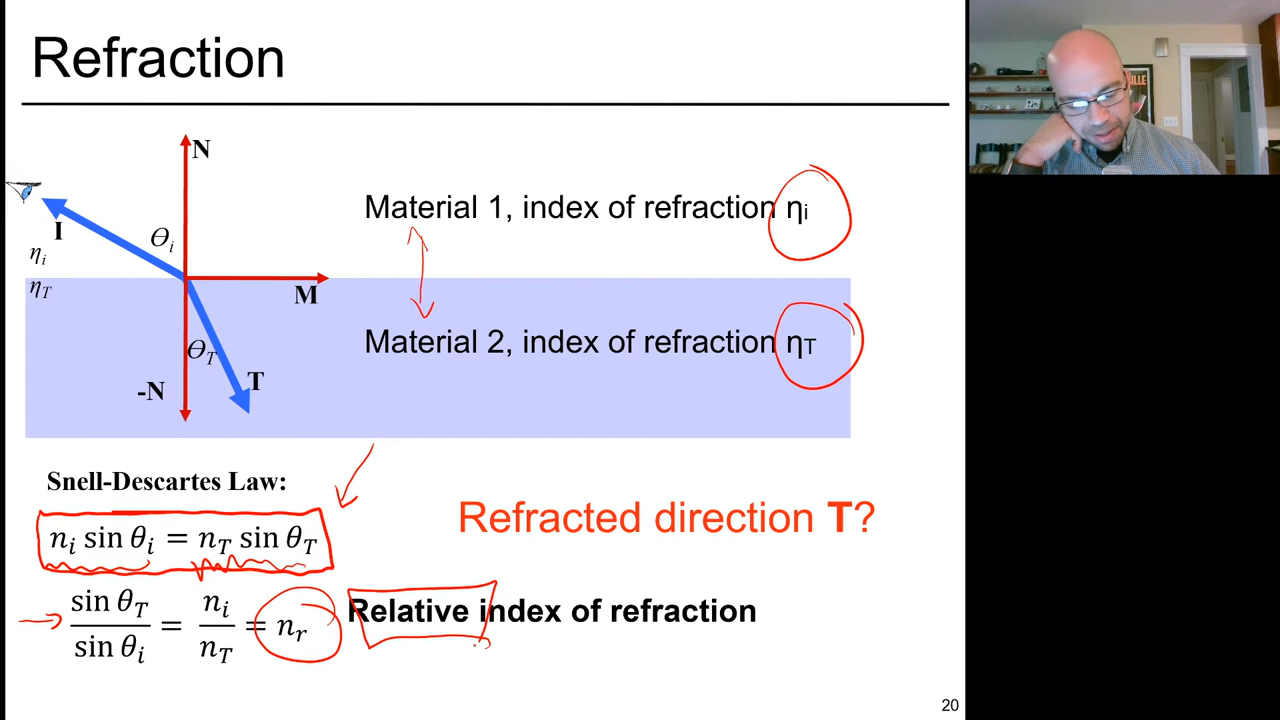 Refraction
N
Material 1, index of refraction ηi
I
θi
ηi
ηT
M
Material 2, index of refraction ηT
θT
T
-N
Snell-Descartes Law:
Refracted direction T?
n_i sin θ_i = n_T sin θ_T
sin θ_T / sin θ_i = n_i / n_T = n_r
Relative index of refraction
20